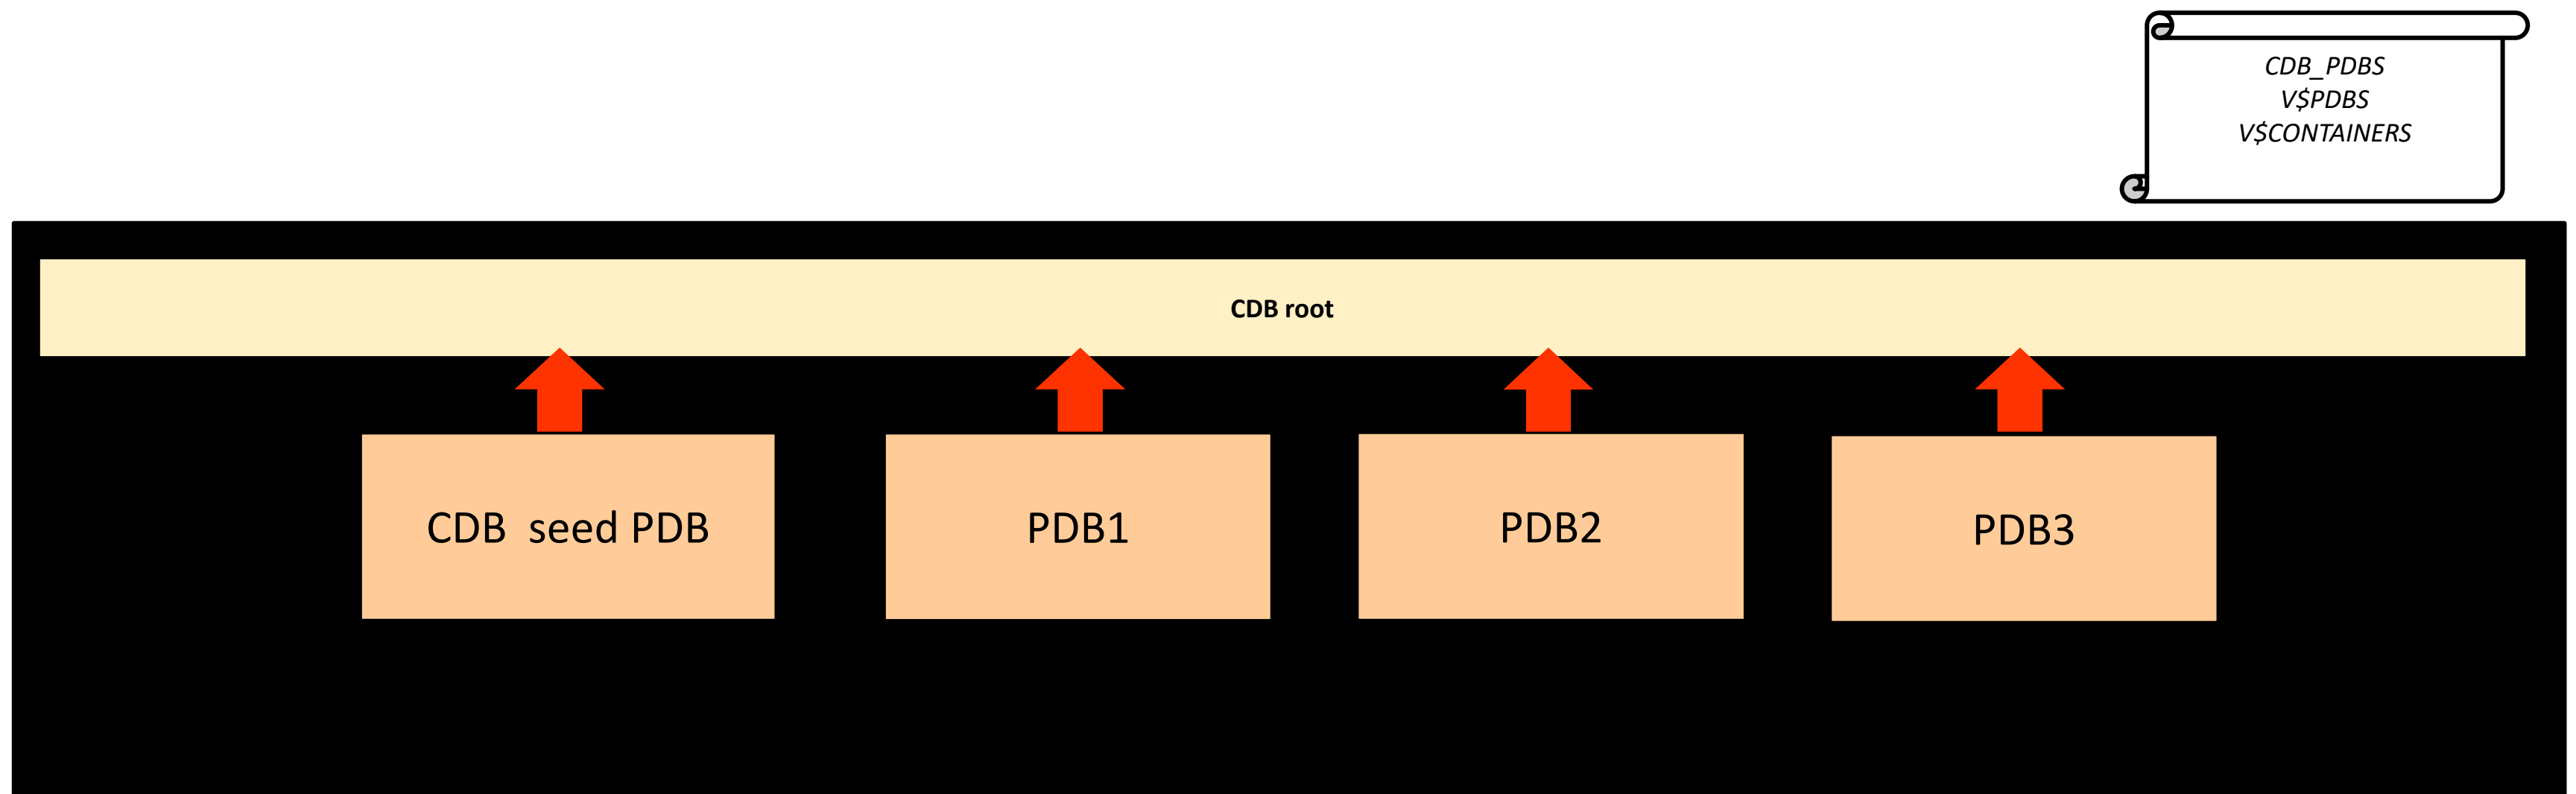 CDB_PDBS
V$PDBS
V$CONTAINERS
CDB root
CDB  seed PDB
PDB1
PDB2
PDB3